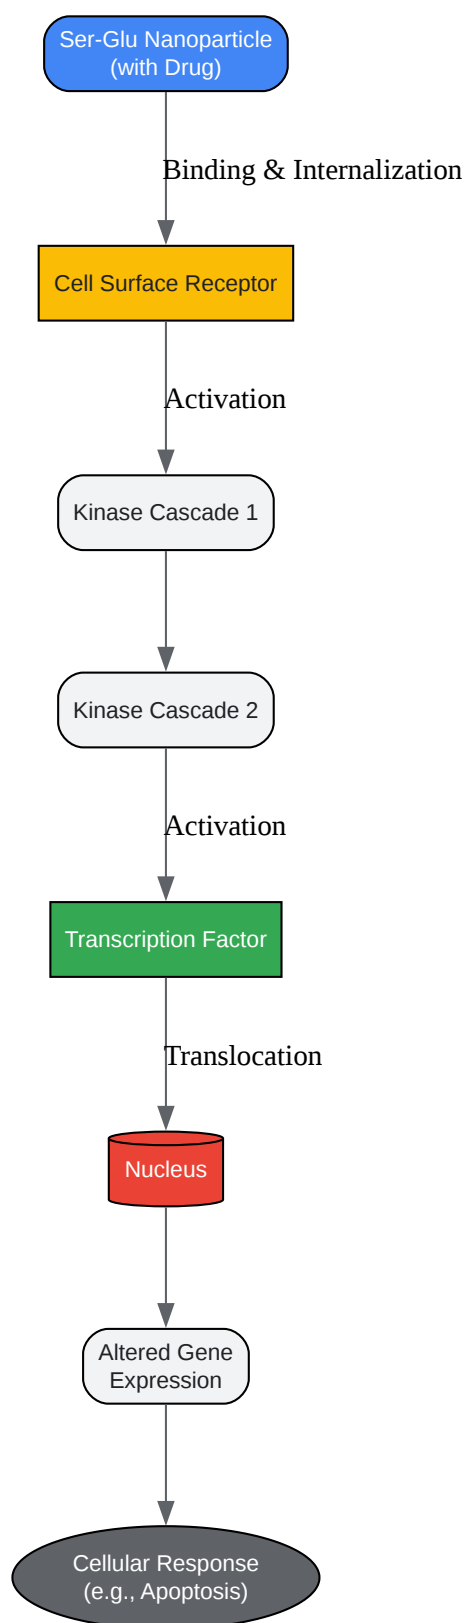 Ser-Glu Nanoparticle
(with Drug)
Binding & Internalization
Cell Surface Receptor
Activation
Kinase Cascade 1
Kinase Cascade 2
Activation
Transcription Factor
Translocation
Nucleus
Altered Gene
Expression
Cellular Response
(e.g., Apoptosis)